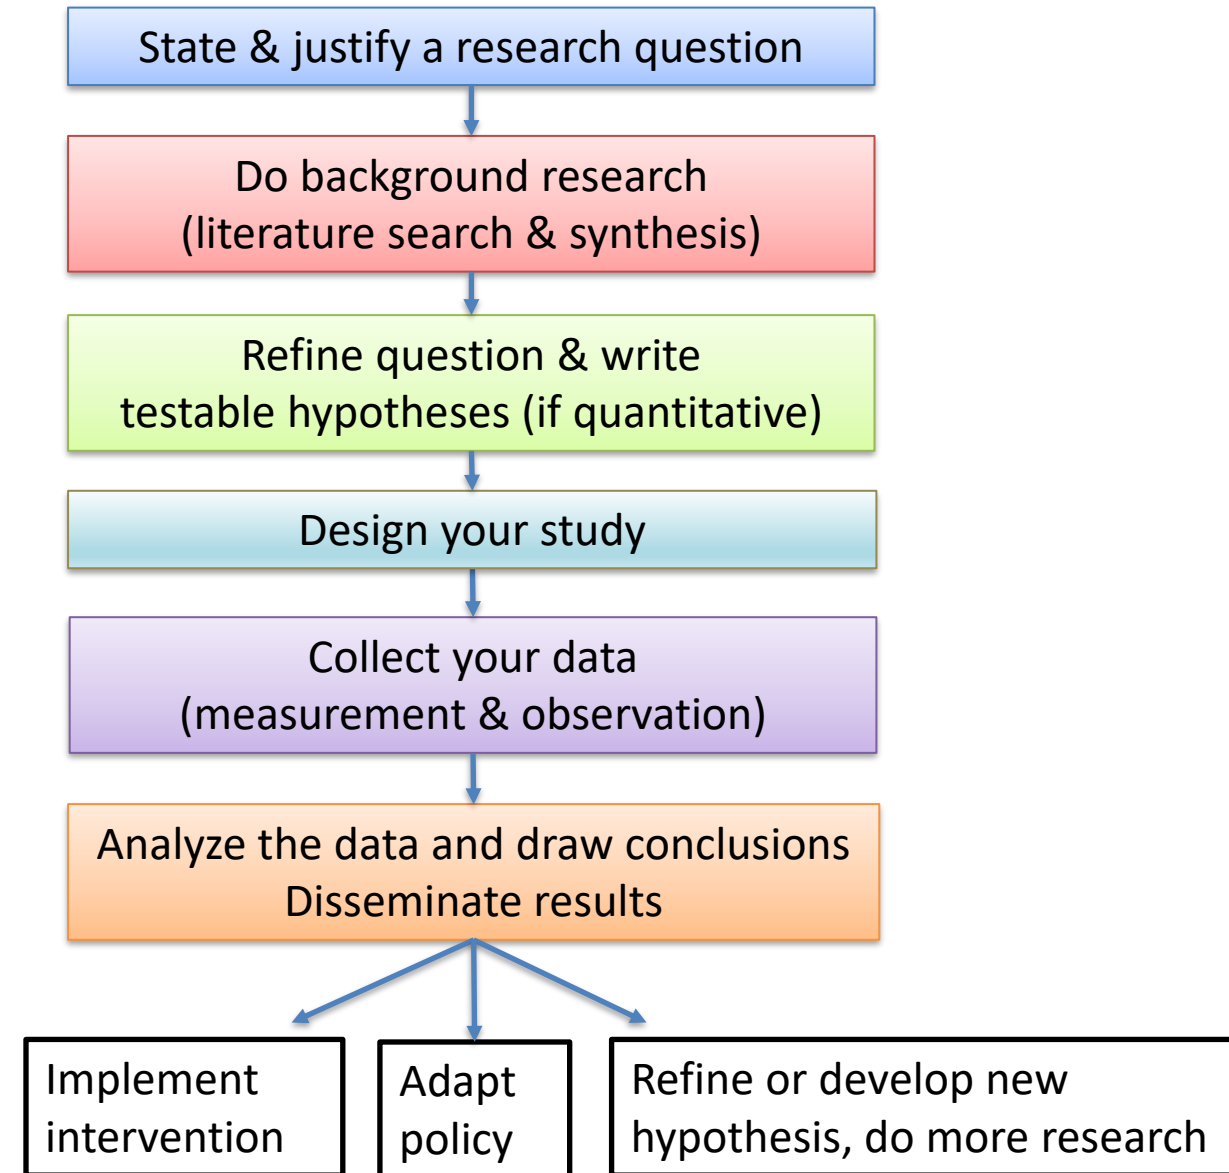 State & justify a research question
Do background research
(literature search & synthesis)
Refine question & write
testable hypotheses (if quantitative)
Design your study
Collect your data
(measurement & observation)
Analyze the data and draw conclusions
Disseminate results
Implement
intervention
Adapt
policy
Refine or develop new
hypothesis, do more research